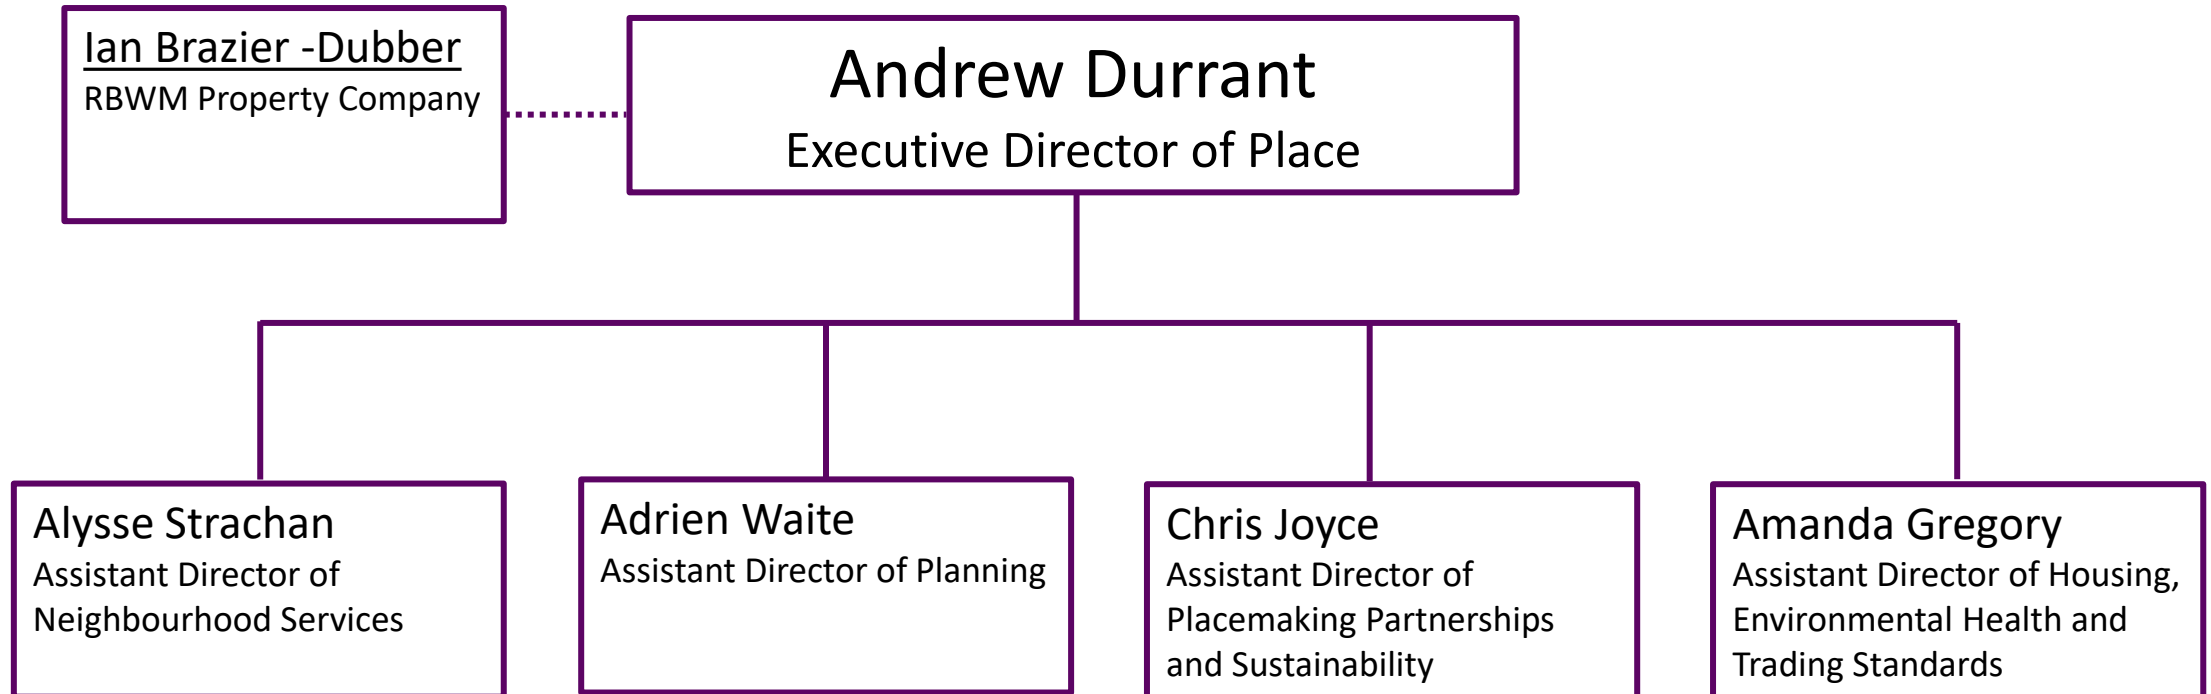 Ian Brazier -Dubber
RBWM Property Company
Andrew Durrant
Executive Director of Place
Alysse Strachan
Assistant Director of
Neighbourhood Services
Adrien Waite
Assistant Director of Planning
Chris Joyce
Assistant Director of
Placemaking Partnerships
and Sustainability
Amanda Gregory
Assistant Director of Housing,
Environmental Health and
Trading Standards